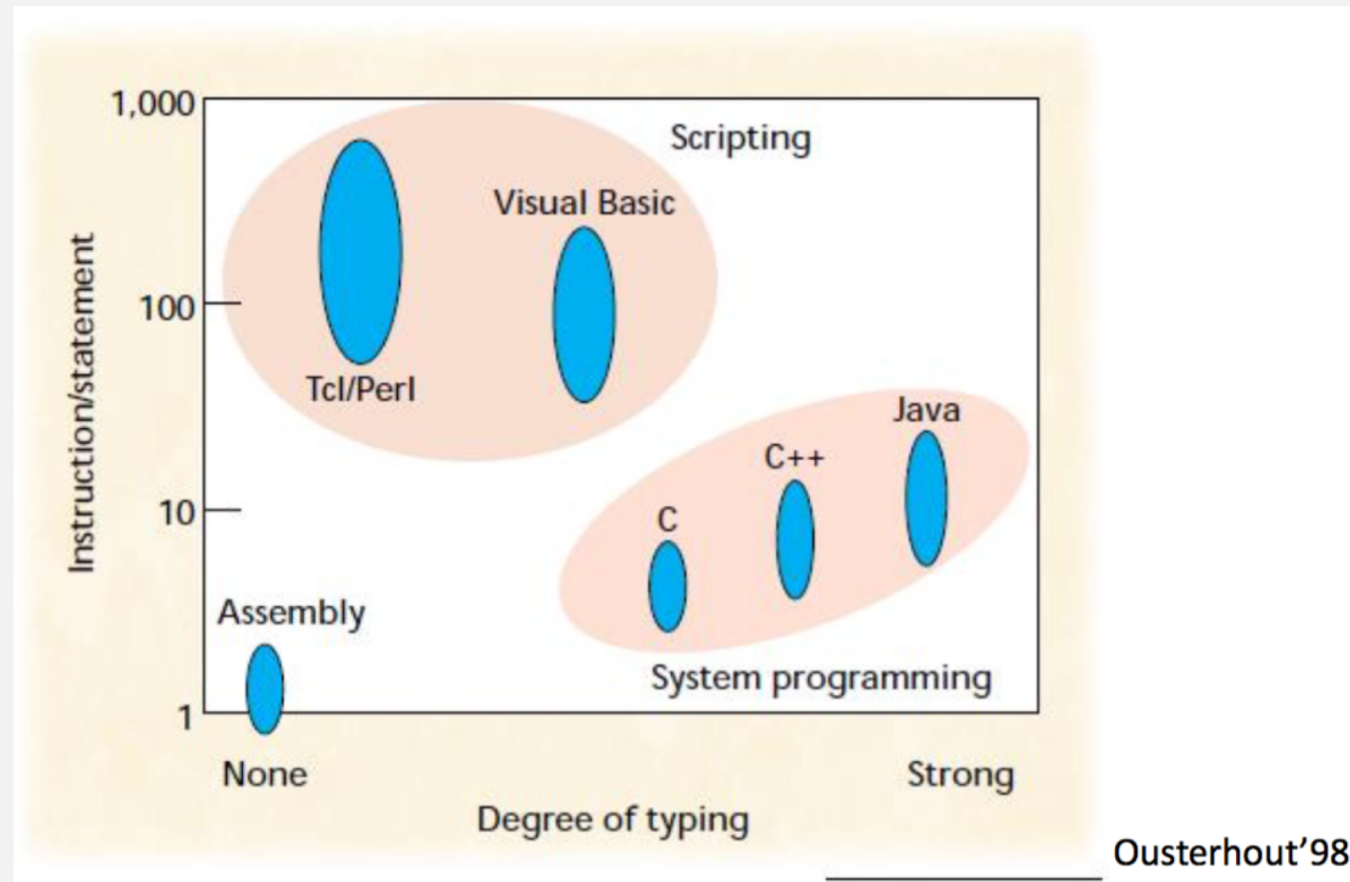 1,000
Scripting
Visual Basic
100
Tcl/Perl
Java
C++
C
10
Assembly
System programming
1
None
Strong
Degree of typing
Instruction/statement
Ousterhout’98